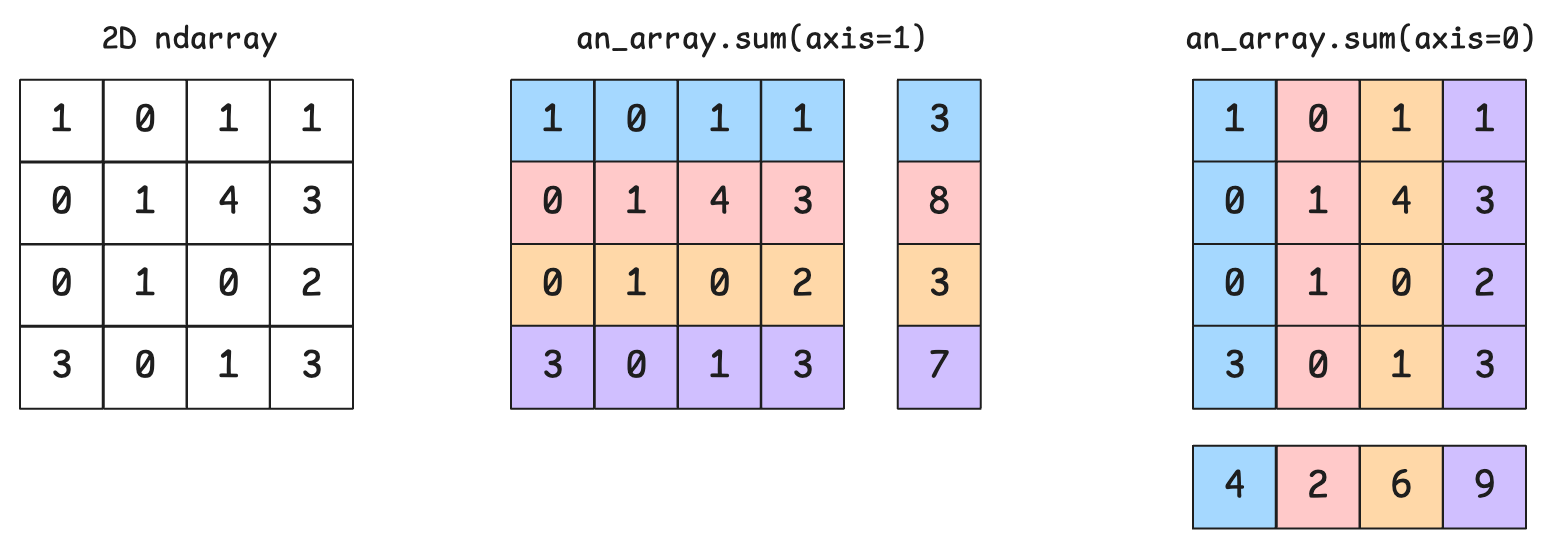 2D ndarray
1 0 1 1
0 1 4 3
0 1 0 2
3 0 1 3
an_array.sum(axis=1)
1 0 1 1 3
0 1 4 3 8
0 1 0 2 3
3 0 1 3 7
an_array.sum(axis=0)
1 0 1 1
0 1 4 3
0 1 0 2
3 0 1 3
4 2 6 9